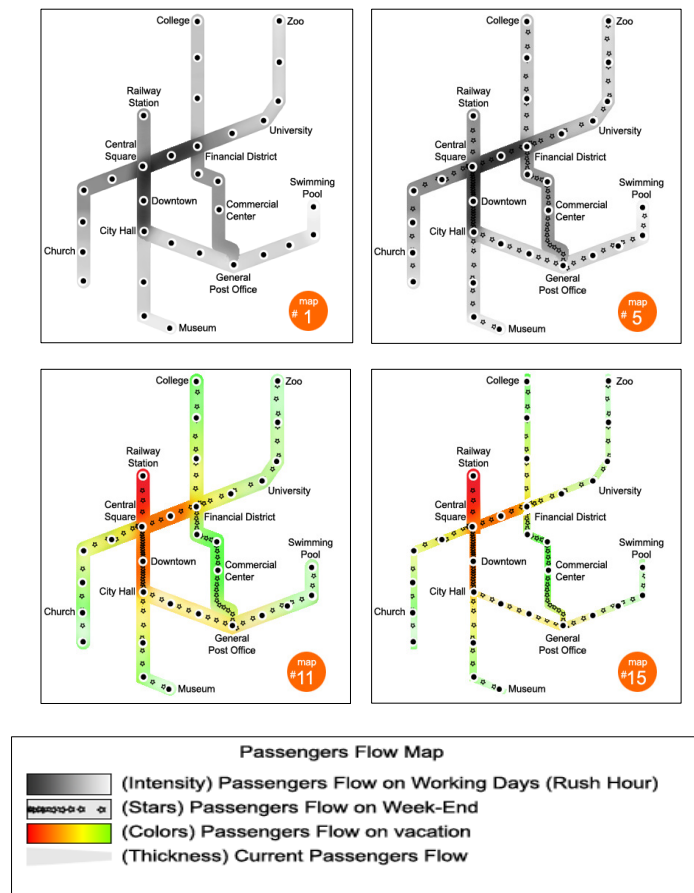 College
Zoo
Railway
Station
Central
Square
University
Financial District
Downtown
Commercial
Center
Swimming
Pool
City Hall
Church
General
Post Office
Museum
map
#1
College
Zoo
Railway
Station
Central
Square
University
Financial District
Downtown
Commercial
Center
Swimming
Pool
City Hall
Church
General
Post Office
Museum
map
#5
College
Zoo
Railway
Station
Central
Square
University
Financial District
Downtown
Commercial
Center
Swimming
Pool
City Hall
Church
General
Post Office
Museum
map
#11
College
Zoo
Railway
Station
Central
Square
University
Financial District
Downtown
Commercial
Center
Swimming
Pool
City Hall
Church
General
Post Office
Museum
map
#15
Passengers Flow Map
(Intensity) Passengers Flow on Working Days (Rush Hour)
(Stars) Passengers Flow on Week-End
(Colors) Passengers Flow on vacation
(Thickness) Current Passengers Flow